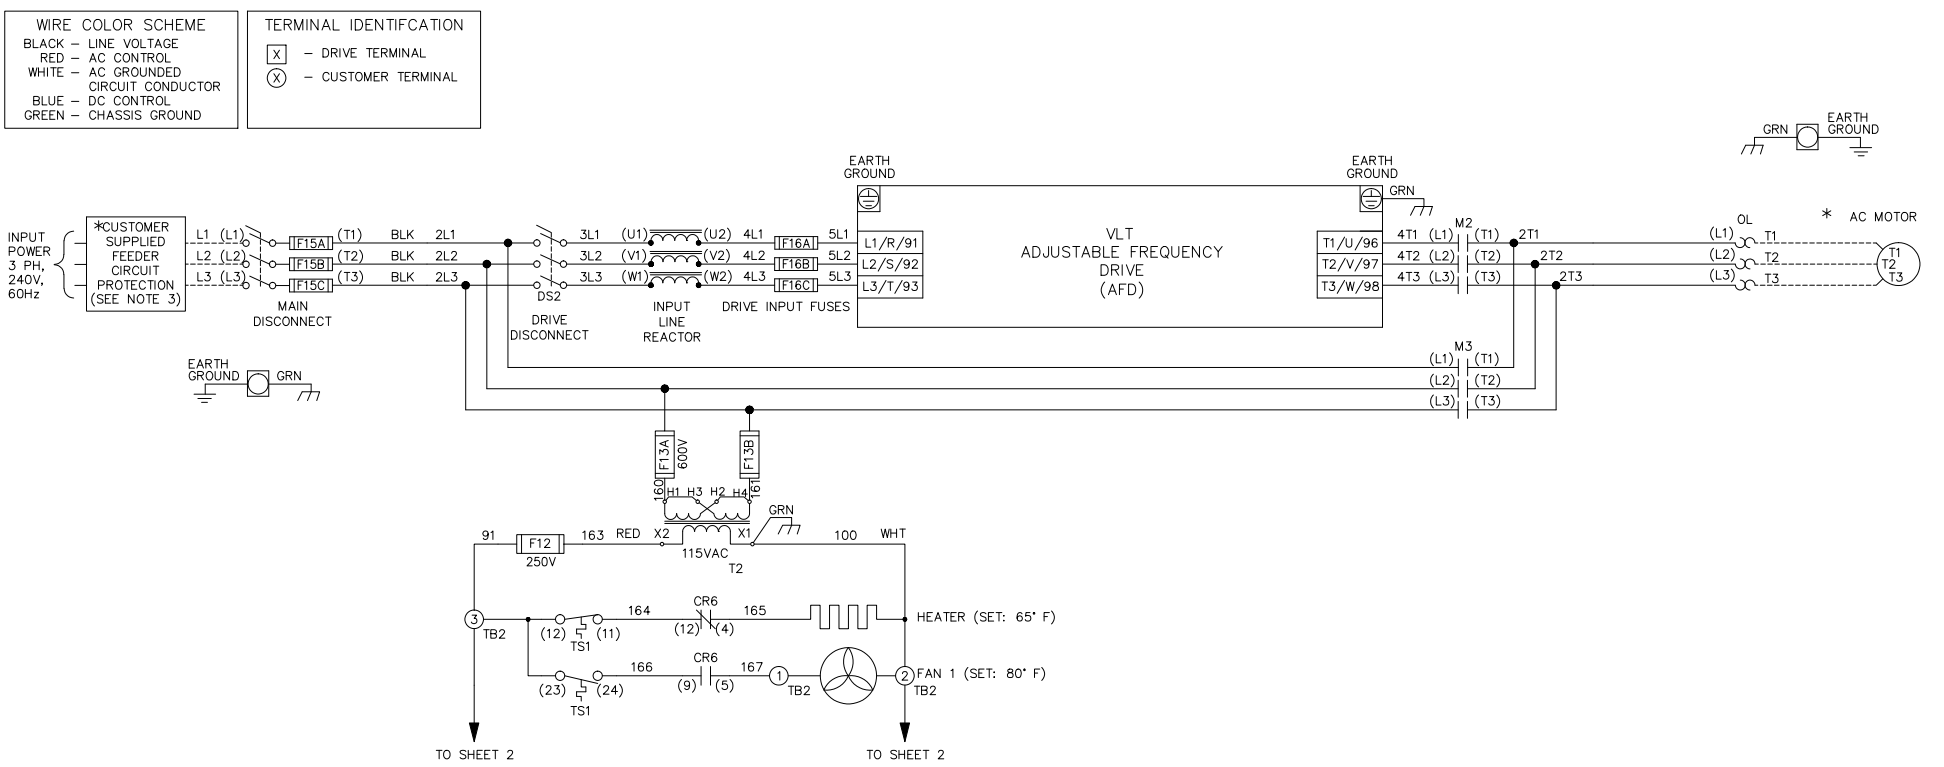 WIRE COLOR SCHEME
BLACK – LINE VOLTAGE
RED – AC CONTROL
WHITE – AC GROUNDED
CIRCUIT CONDUCTOR
BLUE – DC CONTROL
GREEN – CHASSIS GROUND
TERMINAL IDENTIFCATION
X – DRIVE TERMINAL
X – CUSTOMER TERMINAL
GRN
EARTH
GROUND
INPUT
POWER
3 PH,
240V,
60Hz
*CUSTOMER
SUPPLIED
FEEDER
CIRCUIT
PROTECTION
(SEE NOTE 3)
L1 (L1) F15A (T1) BLK 2L1
L2 (L2) F15B (T2) BLK 2L2
L3 (L3) F15C (T3) BLK 2L3
MAIN
DISCONNECT
DS2
DRIVE
DISCONNECT
3L1 (U1) (U2) 4L1 F16A 5L1
3L2 (V1) (V2) 4L2 F16B 5L2
3L3 (W1) (W2) 4L3 F16C 5L3
INPUT
LINE
REACTOR
DRIVE INPUT FUSES
EARTH
GROUND
L1/R/91
L2/S/92
L3/T/93
VLT
ADJUSTABLE FREQUENCY
DRIVE
(AFD)
EARTH
GROUND
GRN
T1/U/96
T2/V/97
T3/W/98
M2
4T1 (L1) (T1) 2T1
4T2 (L2) (T2) 2T2
4T3 (L3) (T3) 2T3
OL
(L1) T1
(L2) T2
(L3) T3
* AC MOTOR
T1
T2
T3
M3
(L1) (T1)
(L2) (T2)
(L3) (T3)
EARTH
GROUND
GRN
F13A
600V
F13B
160
161
H1 H3 H2 H4
GRN
91 F12 163 RED X2 X1 100 WHT
250V
115VAC
T2
3
TB2
(12) (11)
TS1
164
CR6
(12) (4)
165
HEATER (SET: 65° F)
(23) (24)
TS1
166
CR6
(9) (5)
167
1
TB2
2
TB2
FAN 1 (SET: 80° F)
TO SHEET 2
TO SHEET 2